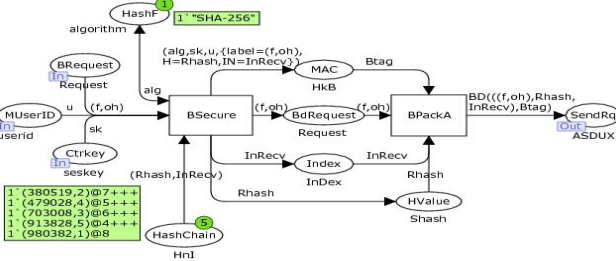 HashF
1
1`"SHA-256"
algorithm
(alg,sk,u,{label=(f,oh),
H=Rhash,IN=InRecv})
Btag
MAC
HkB
BRequest
In
Request
alg
MUserID
u
(f,oh)
In
userid
sk
BSecure
(f,oh)
BdRequest
(f,oh)
Request
BPackA
BD(((f,oh),Rhash,
InRecv),Btag)
SendRq
Out
ASDUX
Ctrkey
In
seskey
InRecv
Index
InRecv
InDex
(Rhash,InRecv)
Rhash
Rhash
HValue
Shash
1`(380519,2)@7+++
1`(479028,4)@5+++
1`(703008,3)@6+++
1`(913828,5)@4+++
1`(980382,1)@8
5
HashChain
HnI